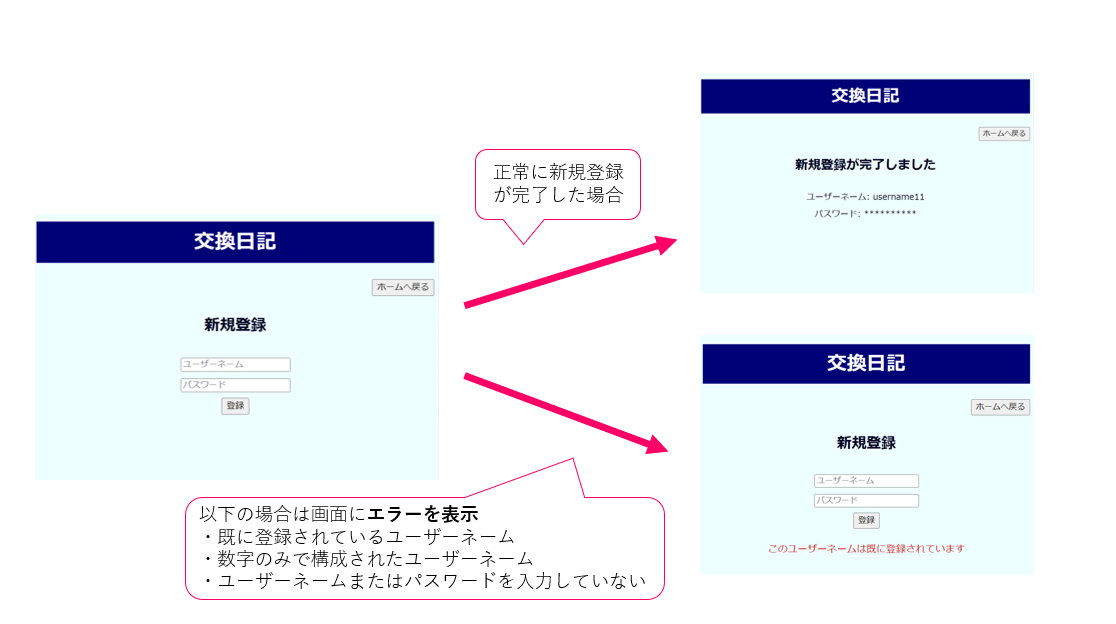 交換日記
ホームへ戻る
新規登録
ユーザーネーム
パスワード
登録
正常に新規登録
が完了した場合
交換日記
ホームへ戻る
新規登録が完了しました
ユーザーネーム: username11
パスワード: **********
以下の場合は画面にエラーを表示
・既に登録されているユーザーネーム
・数字のみで構成されたユーザーネーム
・ユーザーネームまたはパスワードを入力していない
交換日記
ホームへ戻る
新規登録
ユーザーネーム
パスワード
登録
このユーザーネームは既に登録されています